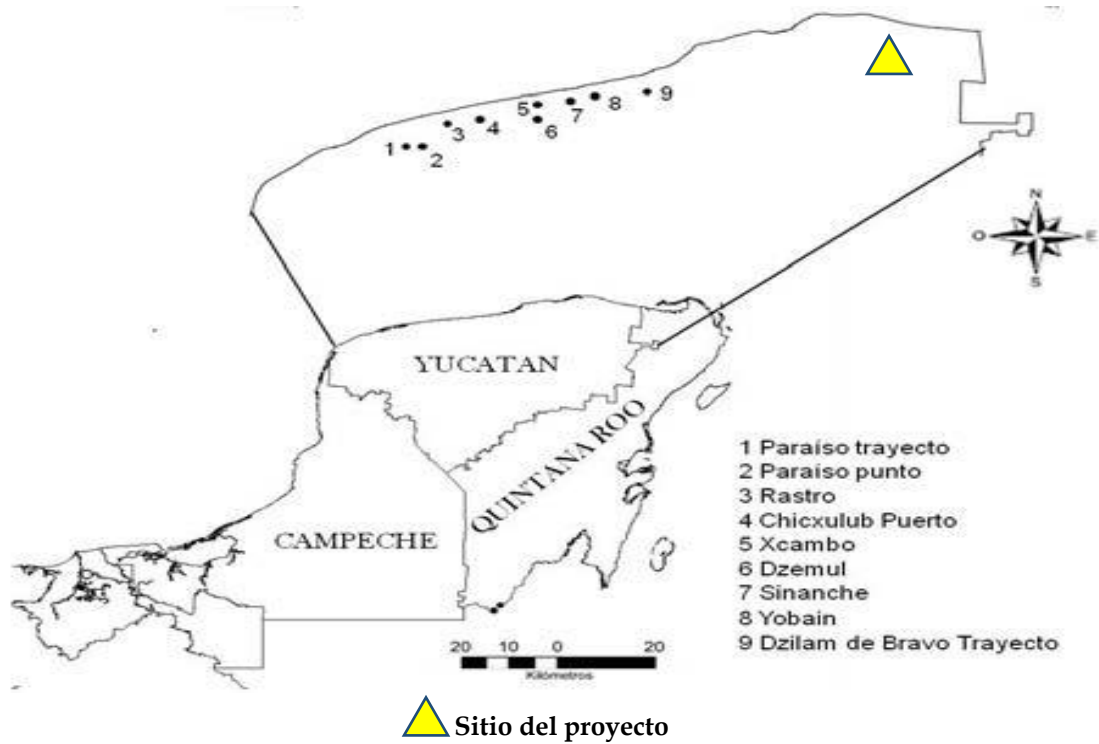 1
2
3
4
5
6
7
8
9
N
O
E
S
YUCATAN
QUINTANA ROO
CAMPECHE
1 Paraíso trayecto
2 Paraiso punto
3 Rastro
4 Chicxulub Puerto
5 Xcambo
6 Dzemul
7 Sinanche
8 Yobain
9 Dzilam de Bravo Trayecto
20 10 0 20
Kilómetros
Sitio del proyecto